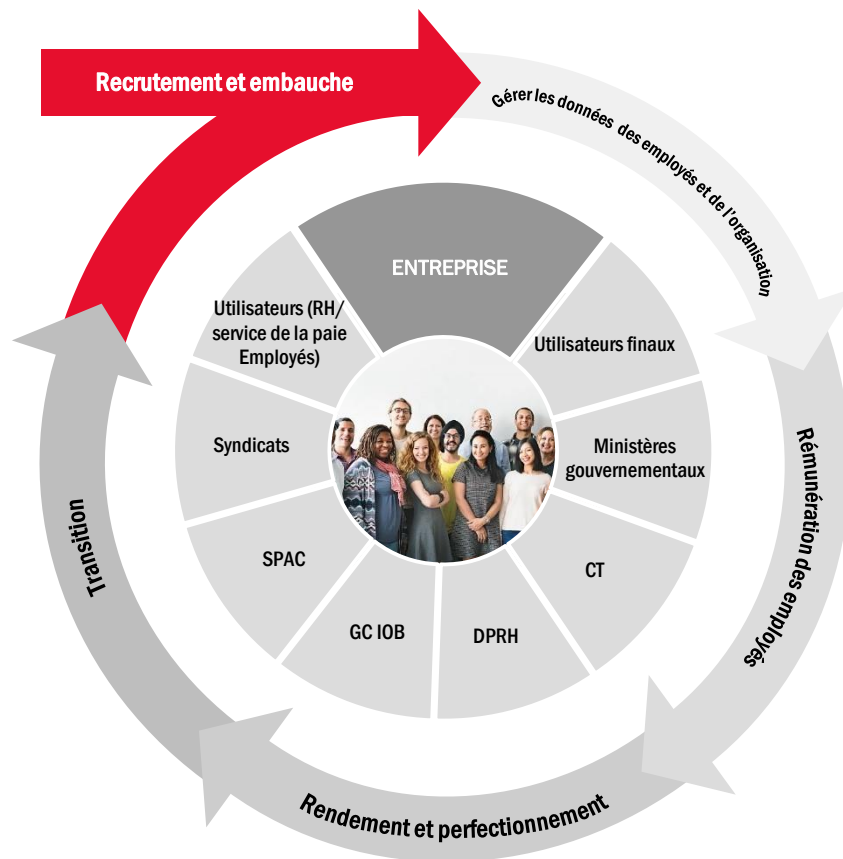 Recrutement et embauche
Gérer les données des employés et de l'organisation
Rémunération des employés
Rendement et perfectionnement
Transition
ENTREPRISE
Utilisateurs finaux
Ministères
gouvernementaux
CT
DPRH
GC IOB
SPAC
Syndicats
Utilisateurs (RH/
service de la paie
Employés)